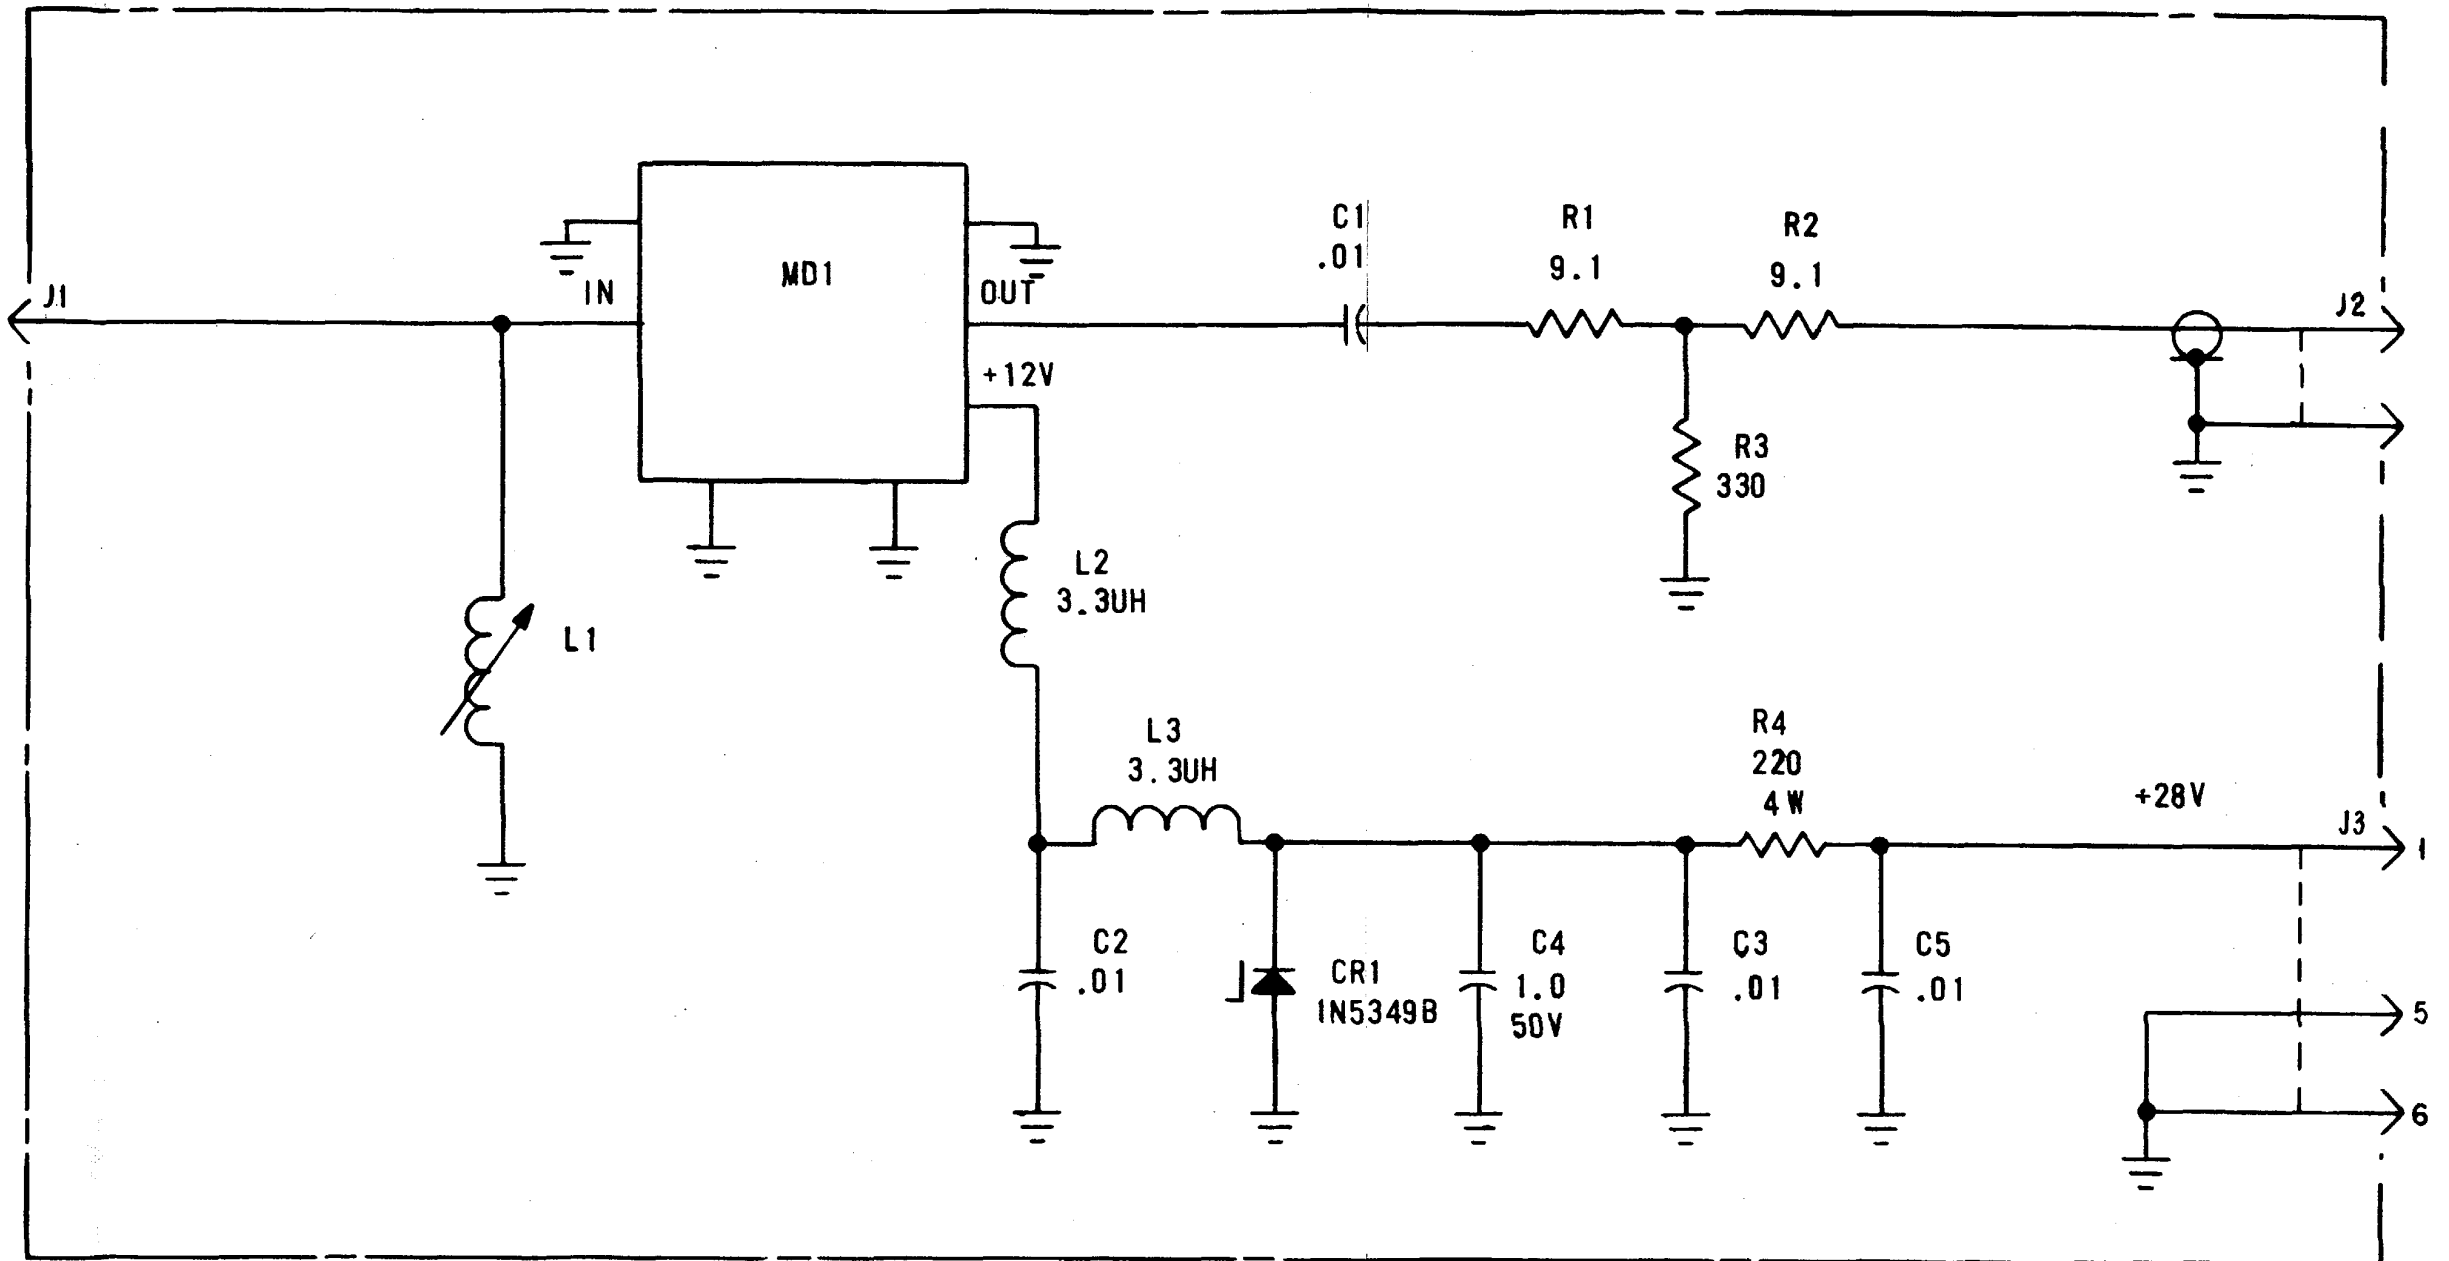 C1
.01
R1
9.1
R2
9.1
J1
IN
MD1
OUT
J2
+12V
R3
330
L2
3.3UH
L1
L3
3.3UH
R4
220
4W
+28V
J3
1
C2
.01
CR1
1N5349B
C4
1.0
50V
C3
.01
C5
.01
5
6